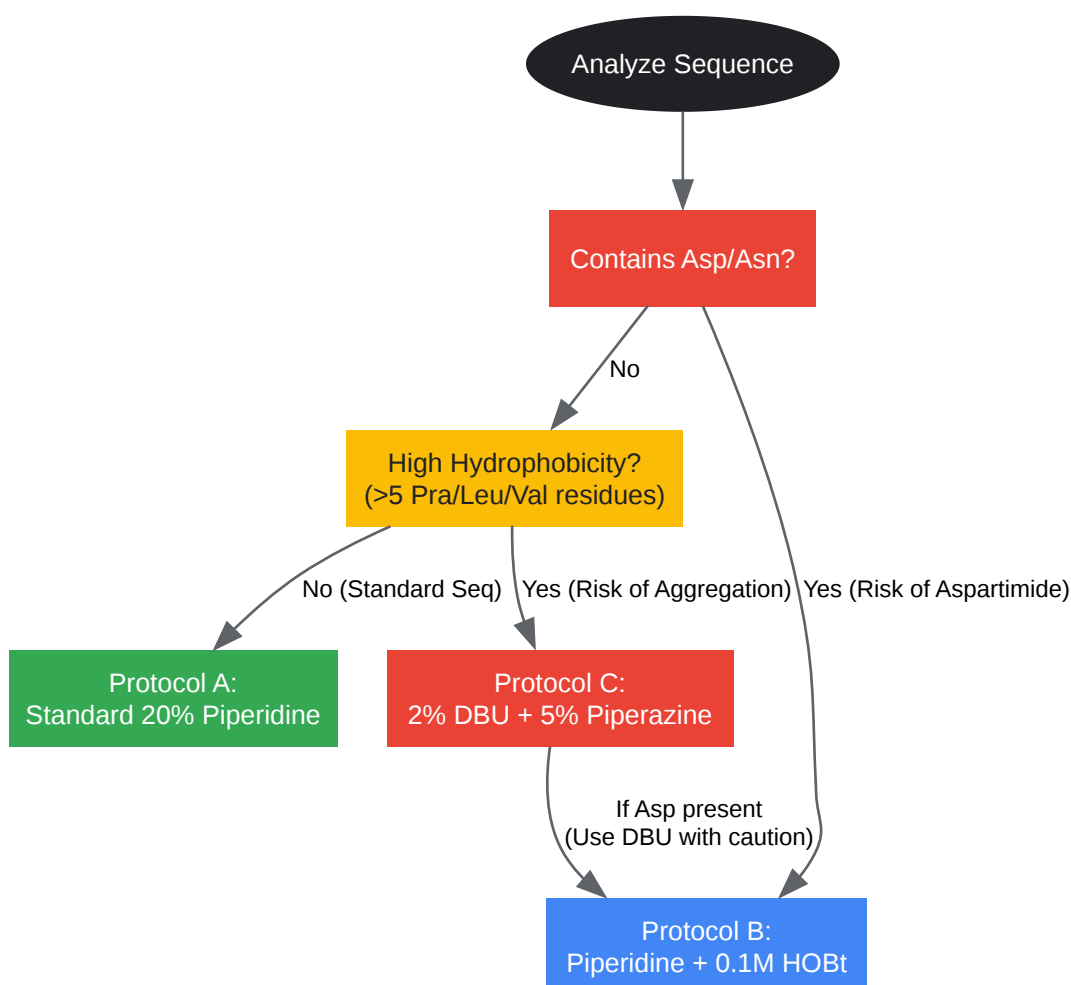 Analyze Sequence
Contains Asp/Asn?
No
High Hydrophobicity?
(>5 Pra/Leu/Val residues)
No (Standard Seq)
Yes (Risk of Aggregation)
Yes (Risk of Aspartimide)
Protocol A:
Standard 20% Piperidine
Protocol C:
2% DBU + 5% Piperazine
If Asp present
(Use DBU with caution)
Protocol B:
Piperidine + 0.1M HOBt